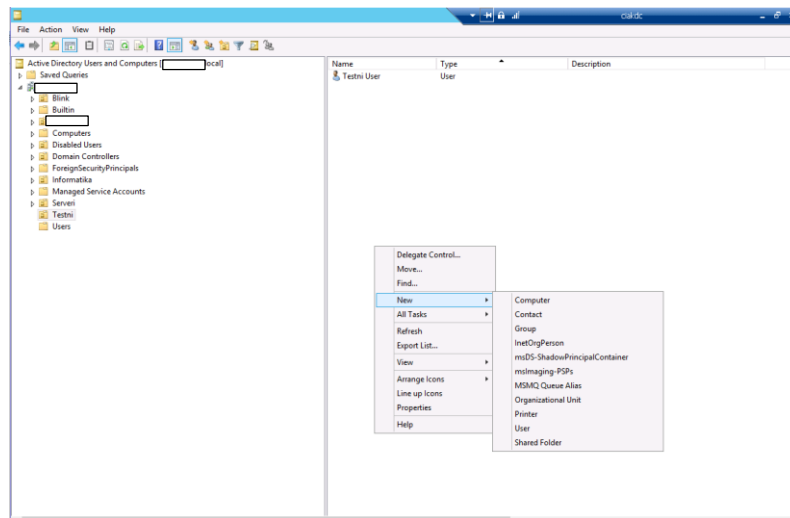 oakdc
File Action View Help
Active Directory Users and Computers [ ocal]
Saved Queries
Blink
Builtin
Computers
Disabled Users
Domain Controllers
ForeignSecurityPrincipals
Informatika
Managed Service Accounts
Serveri
Testni
Users
Name Type Description
Testni User User
Delegate Control...
Move...
Find...
New
All Tasks
Refresh
Export List...
View
Arrange Icons
Line up Icons
Properties
Help
Computer
Contact
Group
InetOrgPerson
msDS-ShadowPrincipalContainer
msImaging-PSPs
MSMQ Queue Alias
Organizational Unit
Printer
User
Shared Folder